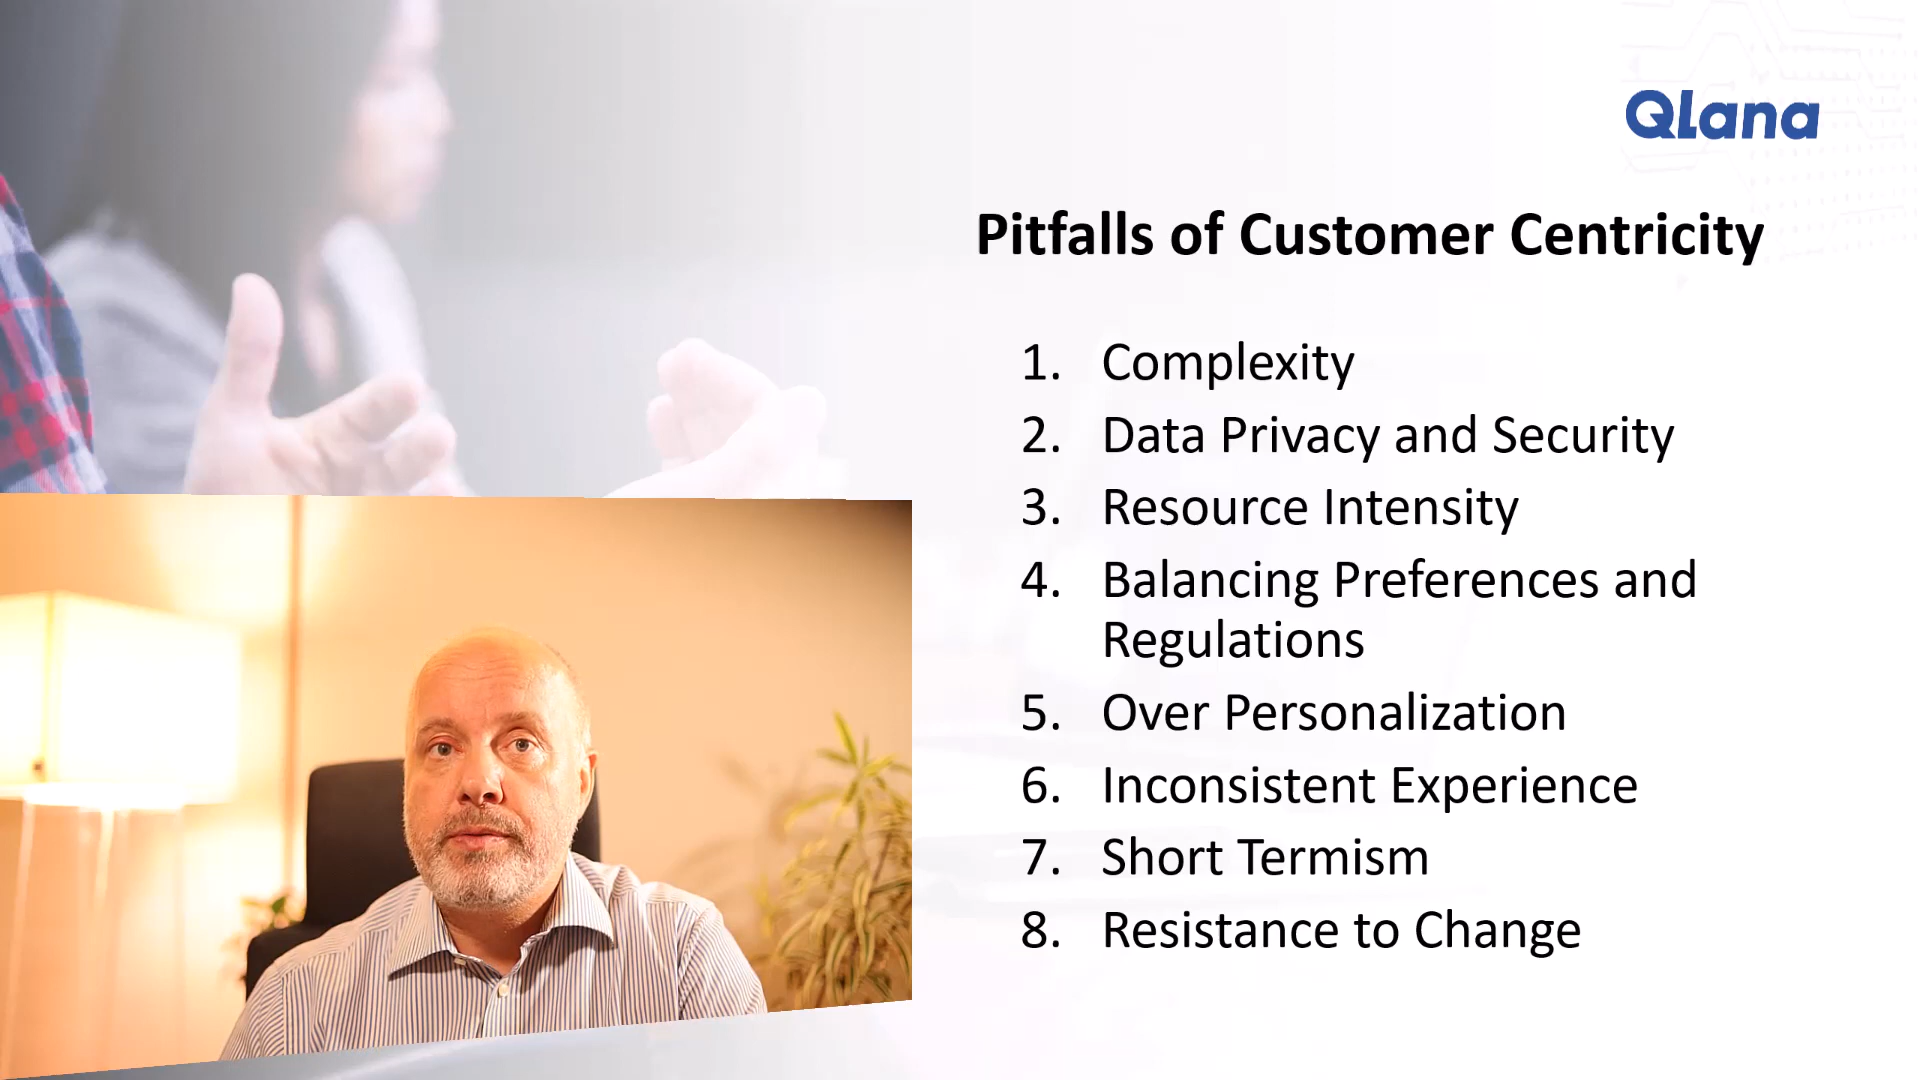 Qlana
Pitfalls of Customer Centricity
1. Complexity
2. Data Privacy and Security
3. Resource Intensity
4. Balancing Preferences and
Regulations
5. Over Personalization
6. Inconsistent Experience
7. Short Termism
8. Resistance to Change